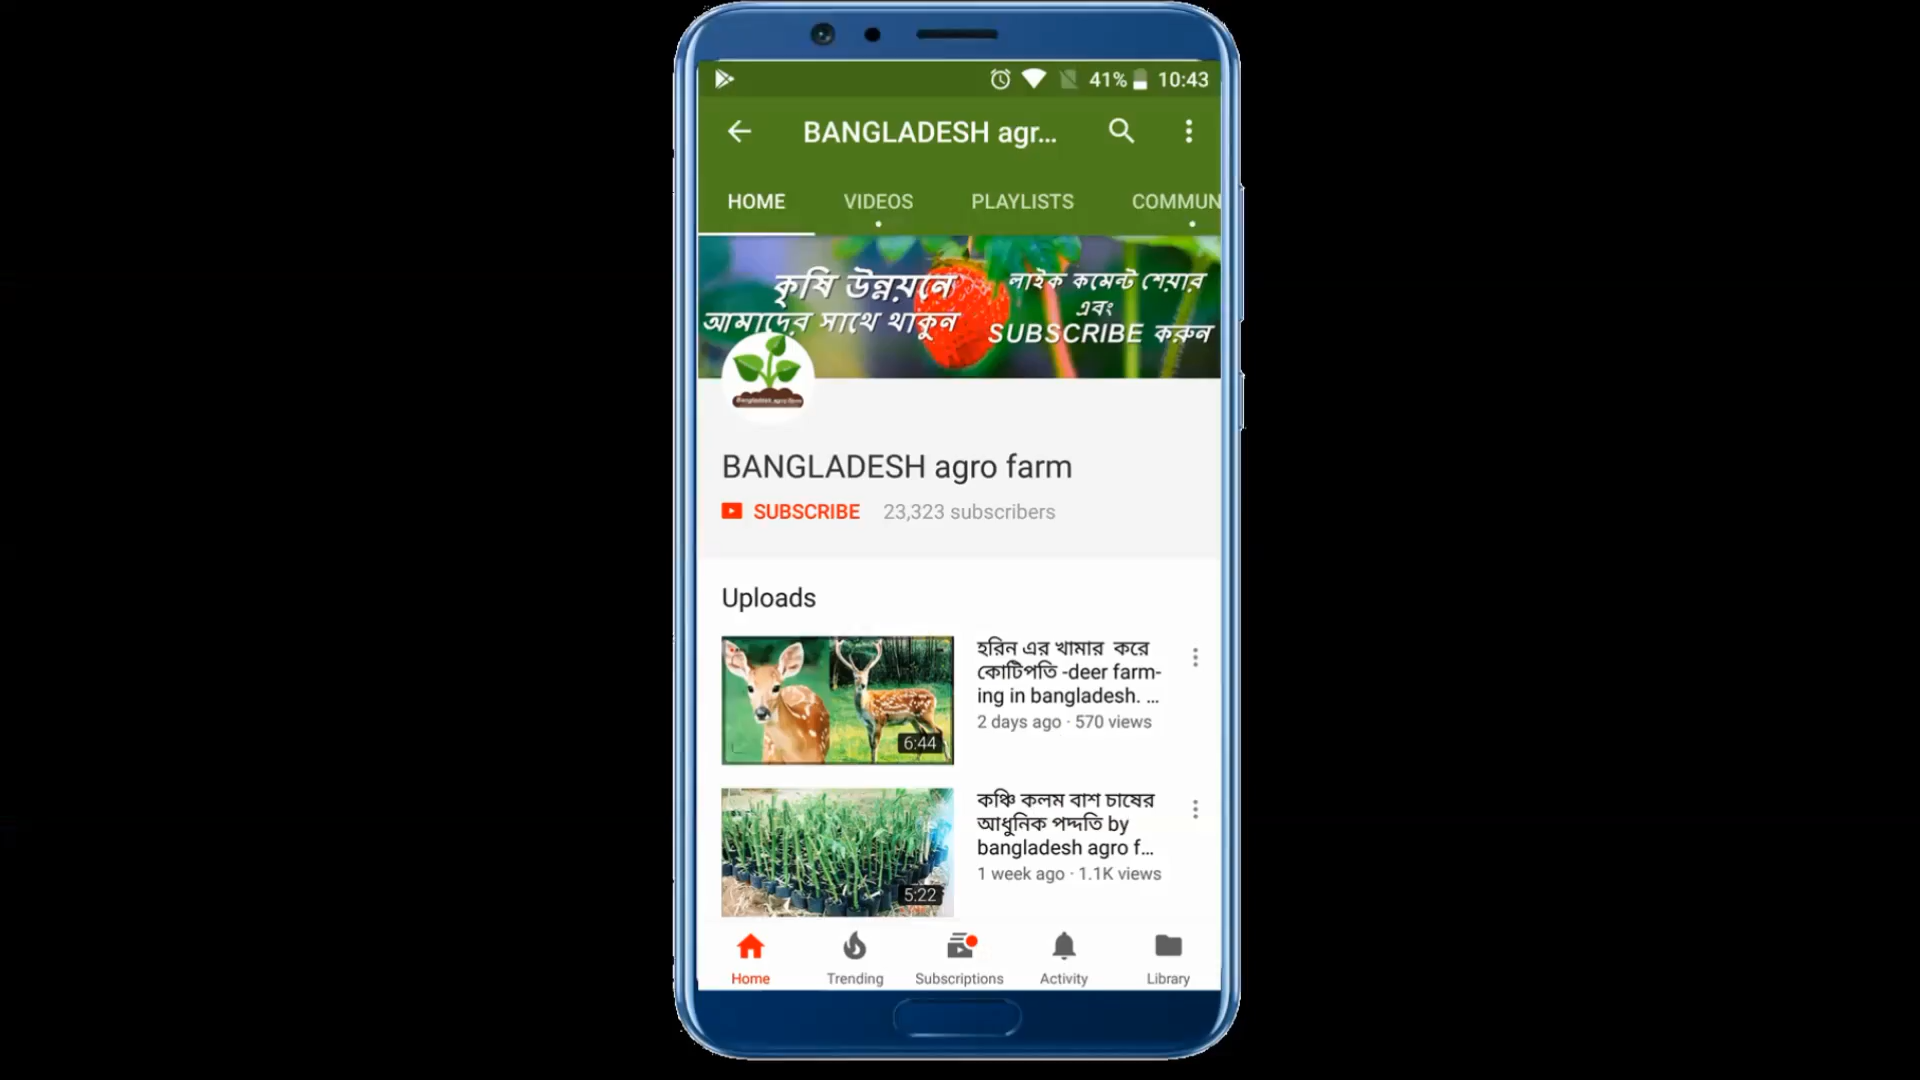 41% 10:43
BANGLADESH agr...
HOME VIDEOS PLAYLISTS COMMUN
কৃষি উন্নয়নে
আমাদের সাথে থাকুন
লাইক কমেন্ট শেয়ার
এবং
SUBSCRIBE করুন
Bangladesh agro farm
BANGLADESH agro farm
SUBSCRIBE 23,323 subscribers
Uploads
হরিন এর খামার করে
কোটিপতি -deer farm-
ing in bangladesh. ...
2 days ago · 570 views
6:44
কঞ্চি কলম বাশ চাষের
আধুনিক পদ্দতি by
bangladesh agro f...
1 week ago · 1.1K views
5:22
Home Trending Subscriptions Activity Library